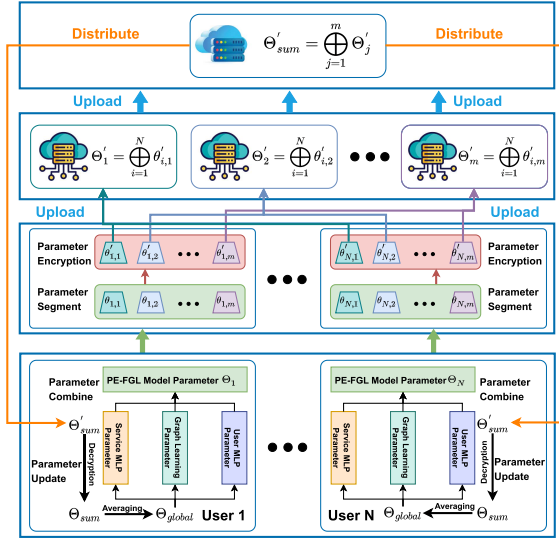 Distribute
Θ'sum = ⊕ m j=1 Θ'j
Distribute
Upload
Upload
Θ'1 = ⊕ N i=1 θ'i,1
Θ'2 = ⊕ N i=1 θ'i,2
Θ'm = ⊕ N i=1 θ'i,m
Upload
Upload
Parameter
Encryption
θ'1,1
θ'1,2
θ'1,m
θ'N,1
θ'N,2
θ'N,m
Parameter
Encryption
Parameter
Segment
θ1,1
θ1,2
θ1,m
θN,1
θN,2
θN,m
Parameter
Segment
PE-FGL Model Parameter Θ1
Parameter
Combine
Θ'sum
Decryption
Parameter
Update
Θsum
Averaging
Θglobal
Service MLP
Parameter
Graph Learning
Parameter
User MLP
Parameter
User 1
PE-FGL Model Parameter ΘN
Parameter
Combine
Service MLP
Parameter
Graph Learning
Parameter
User MLP
Parameter
Θ'sum
Decryption
Parameter
Update
User N
Θglobal
Averaging
Θsum